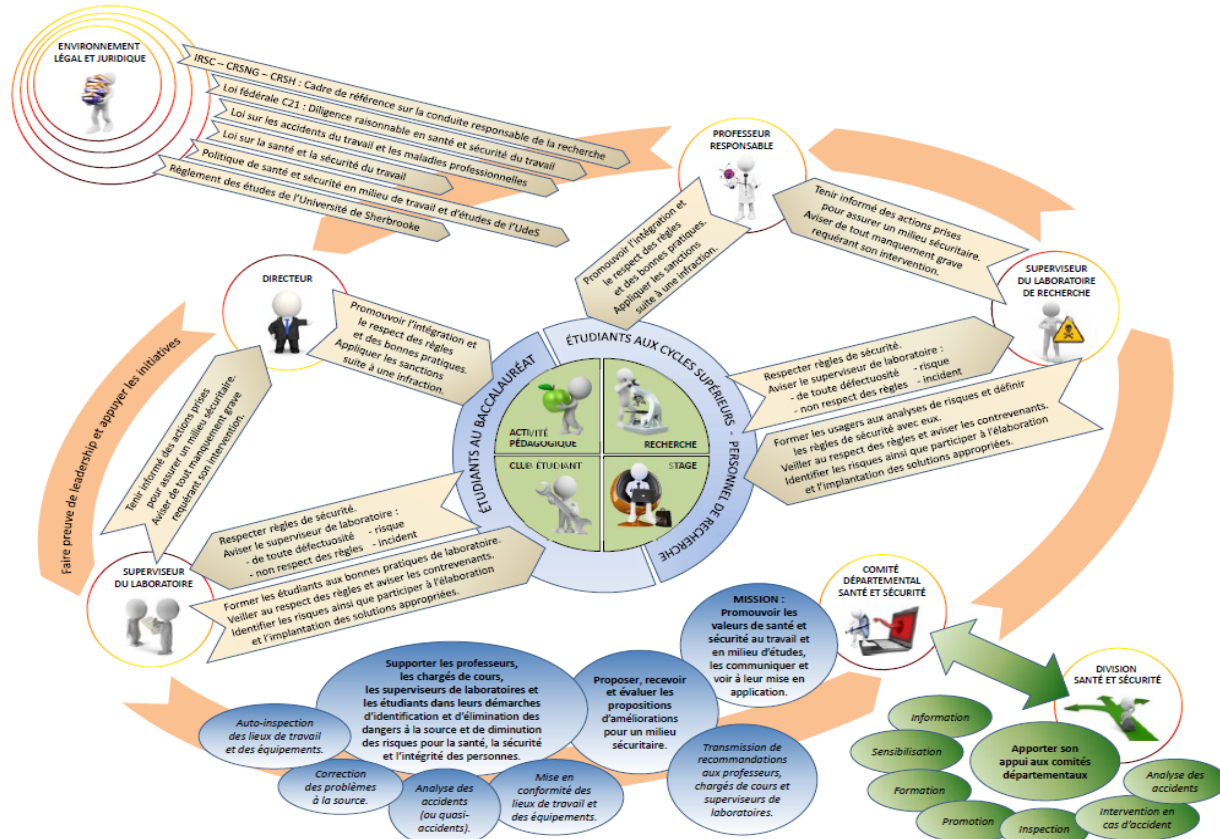 ENVIRONNEMENT
LÉGAL ET JURIDIQUE
IRSC – CRSNG – CRSH : Cadre de référence sur la conduite responsable de la recherche
Loi fédérale C21 : Diligence raisonnable en santé et sécurité du travail
Loi sur les accidents du travail et les maladies professionnelles
Loi sur la santé et la sécurité du travail
Politique de santé et sécurité en milieu de travail et d'études de l'UdeS
Règlement des études de l'Université de Sherbrooke
PROFESSEUR
RESPONSABLE
Promouvoir l'intégration et
le respect des règles
et des bonnes pratiques.
Appliquer les sanctions
suite à une infraction.
Tenir informé des actions prises
pour assurer un milieu sécuritaire.
Aviser de tout manquement grave
requérant son intervention.
SUPERVISEUR
DU LABORATOIRE
DE RECHERCHE
DIRECTEUR
Promouvoir l'intégration et
le respect des règles
et des bonnes pratiques.
Appliquer les sanctions
suite à une infraction.
Faire preuve de leadership et appuyer les initiatives
Tenir informé des actions prises
pour assurer un milieu sécuritaire.
Aviser de tout manquement grave
requérant son intervention.
ÉTUDIANTS AU BACCALAURÉAT
ÉTUDIANTS AUX CYCLES SUPÉRIEURS - PERSONNEL DE RECHERCHE
ACTIVITÉ
PÉDAGOGIQUE
RECHERCHE
CLUB ÉTUDIANT
STAGE
Respecter règles de sécurité.
Aviser le superviseur de laboratoire :
- de toute défectuosité - risque
- non respect des règles - incident
Former les usagers aux analyses de risques et définir
les règles de sécurité avec eux.
Veiller au respect des règles et aviser les contrevenants.
Identifier les risques ainsi que participer à l'élaboration
et l'implantation des solutions appropriées.
SUPERVISEUR
DU LABORATOIRE
Respecter règles de sécurité.
Aviser le superviseur de laboratoire :
- de toute défectuosité - risque
- non respect des règles - incident
Former les étudiants aux bonnes pratiques de laboratoire.
Veiller au respect des règles et aviser les contrevenants.
Identifier les risques ainsi que participer à l'élaboration
et l'implantation des solutions appropriées.
COMITÉ
DÉPARTEMENTAL
SANTÉ ET SÉCURITÉ
MISSION :
Promouvoir les
valeurs de santé et
sécurité au travail et
en milieu d'études,
les communiquer et
voir à leur mise en
application.
Proposer, recevoir
et évaluer les
propositions
d'améliorations
pour un milieu
sécuritaire.
Supporter les professeurs,
les chargés de cours,
les superviseurs de laboratoires et
les étudiants dans leurs démarches
d'identification et d'élimination des
dangers à la source et de diminution
des risques pour la santé, la sécurité
et l'intégrité des personnes.
Auto-inspection
des lieux de travail
et des équipements.
Correction
des problèmes
à la source.
Analyse des
accidents
(ou quasi-
accidents).
Mise en
conformité des
lieux de travail et
des équipements.
Transmission de
recommandations
aux professeurs,
chargés de cours et
superviseurs de
laboratoires.
DIVISION
SANTÉ ET SÉCURITÉ
Apporter son
appui aux comités
départementaux
Information
Sensibilisation
Formation
Promotion
Inspection
Intervention en
cas d'accident
Analyse des
accidents